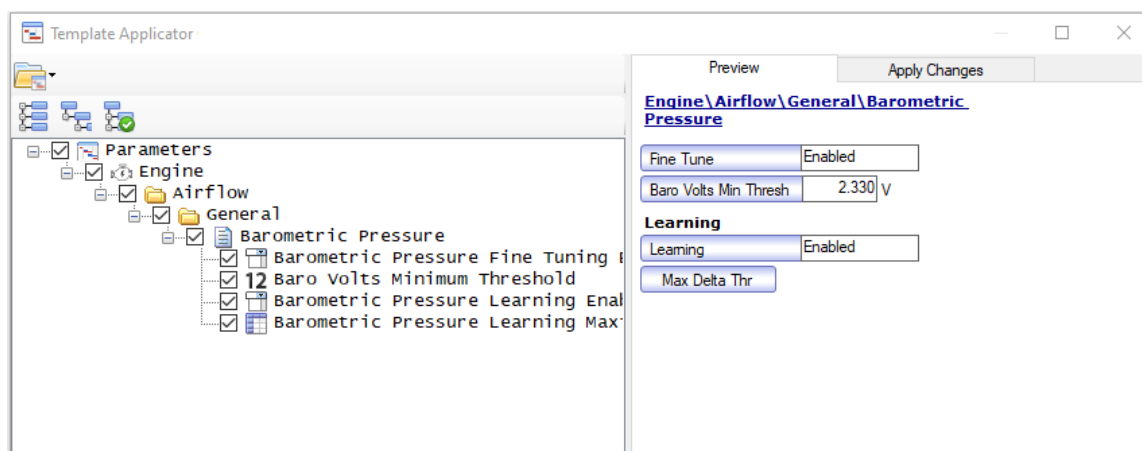 Template Applicator
Preview
Apply Changes
Engine\Airflow\General\Barometric
Pressure
Parameters
Engine
Airflow
General
Barometric Pressure
Barometric Pressure Fine Tuning
12 Baro Volts Minimum Threshold
Barometric Pressure Learning Enab
Barometric Pressure Learning Max
Fine Tune Enabled
Baro Volts Min Thresh 2.330 V
Learning
Learning Enabled
Max Delta Thr